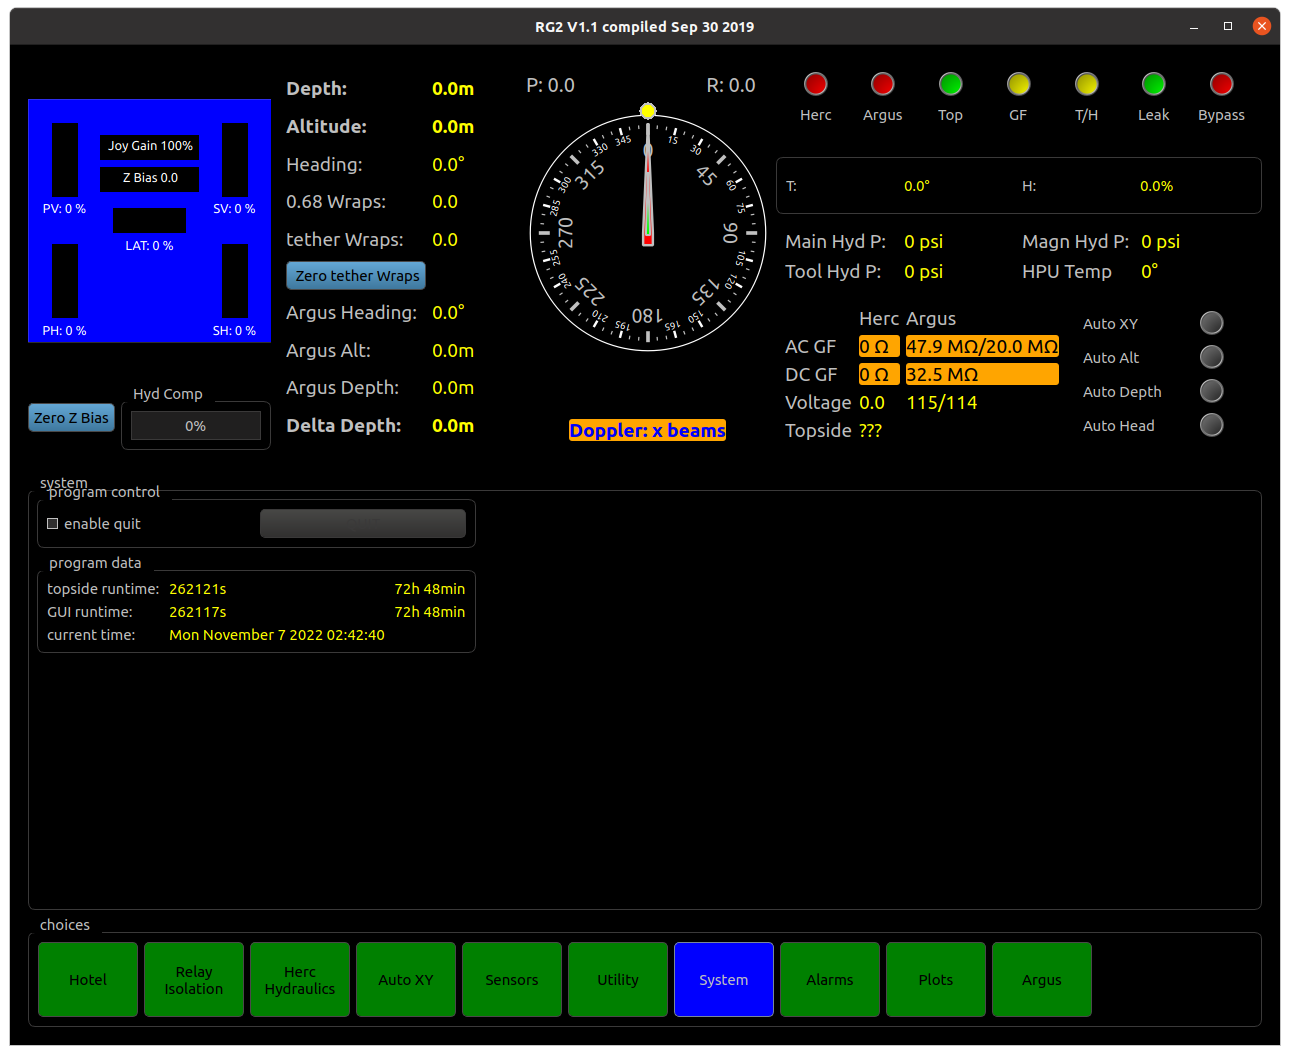 RG2 V1.1 compiled Sep 30 2019
Joy Gain 100%
Z Bias 0.0
PV: 0 %
SV: 0 %
LAT: 0 %
PH: 0 %
SH: 0 %
Zero Z Bias
Hyd Comp
0%
Depth: 0.0m
Altitude: 0.0m
Heading: 0.0°
0.68 Wraps: 0.0
tether Wraps: 0.0
Zero tether Wraps
Argus Heading: 0.0°
Argus Alt: 0.0m
Argus Depth: 0.0m
Delta Depth: 0.0m
P: 0.0 R: 0.0
0 15 30 45 60 75 90 105 120 135 150 165 180 195 210 225 240 255 270 285 300 315 330 345
Doppler: x beams
Herc Argus Top GF T/H Leak Bypass
T: 0.0° H: 0.0%
Main Hyd P: 0 psi Magn Hyd P: 0 psi
Tool Hyd P: 0 psi HPU Temp 0°
Herc Argus
AC GF 0 Ω 47.9 MΩ/20.0 MΩ
DC GF 0 Ω 32.5 MΩ
Voltage 0.0 115/114
Topside ???
Auto XY
Auto Alt
Auto Depth
Auto Head
system
program control
enable quit
program data
topside runtime: 262121s 72h 48min
GUI runtime: 262117s 72h 48min
current time: Mon November 7 2022 02:42:40
choices
Hotel
Relay
Isolation
Herc
Hydraulics
Auto XY
Sensors
Utility
System
Alarms
Plots
Argus